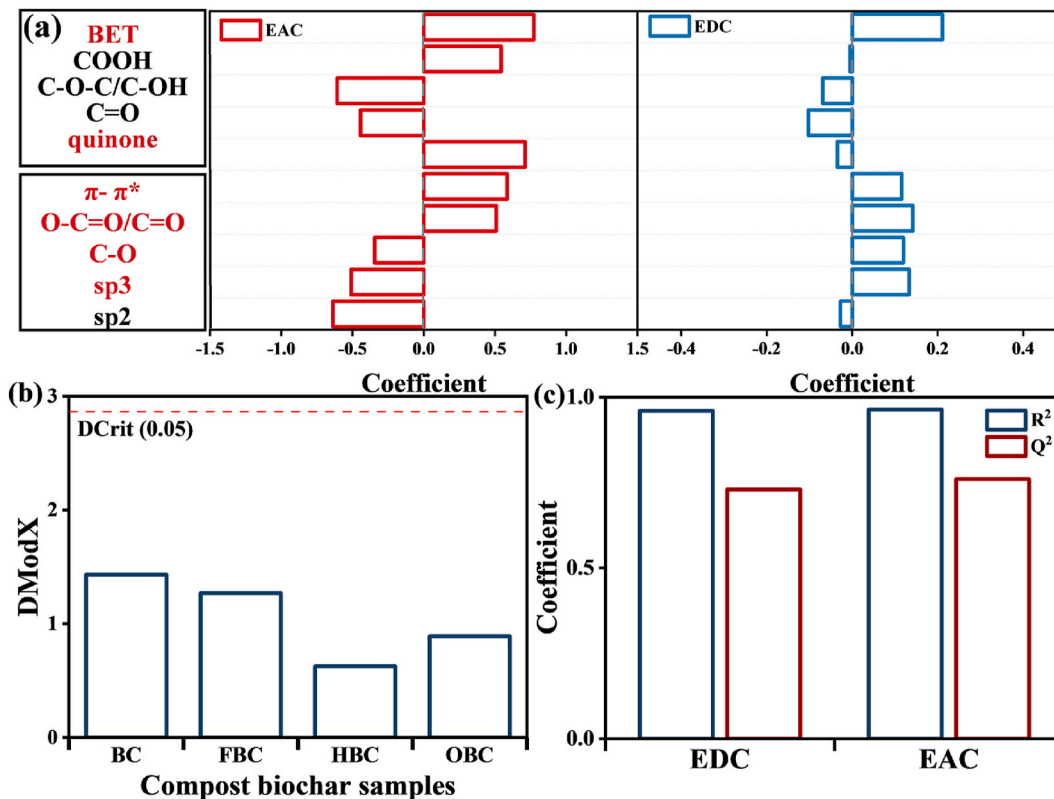 (a)
BET
COOH
C-O-C/C-OH
C=O
quinone
π- π*
O-C=O/C=O
C-O
sp3
sp2
EAC
EDC
-1.5 -1.0 -0.5 0.0 0.5 1.0 1.5 -0.4 -0.2 0.0 0.2 0.4
Coefficient Coefficient
(b)
3
2
1
0
DModX
DCrit (0.05)
BC FBC HBC OBC
Compost biochar samples
(c)
1.0
0.5
0.0
Coefficient
R²
Q²
EDC EAC